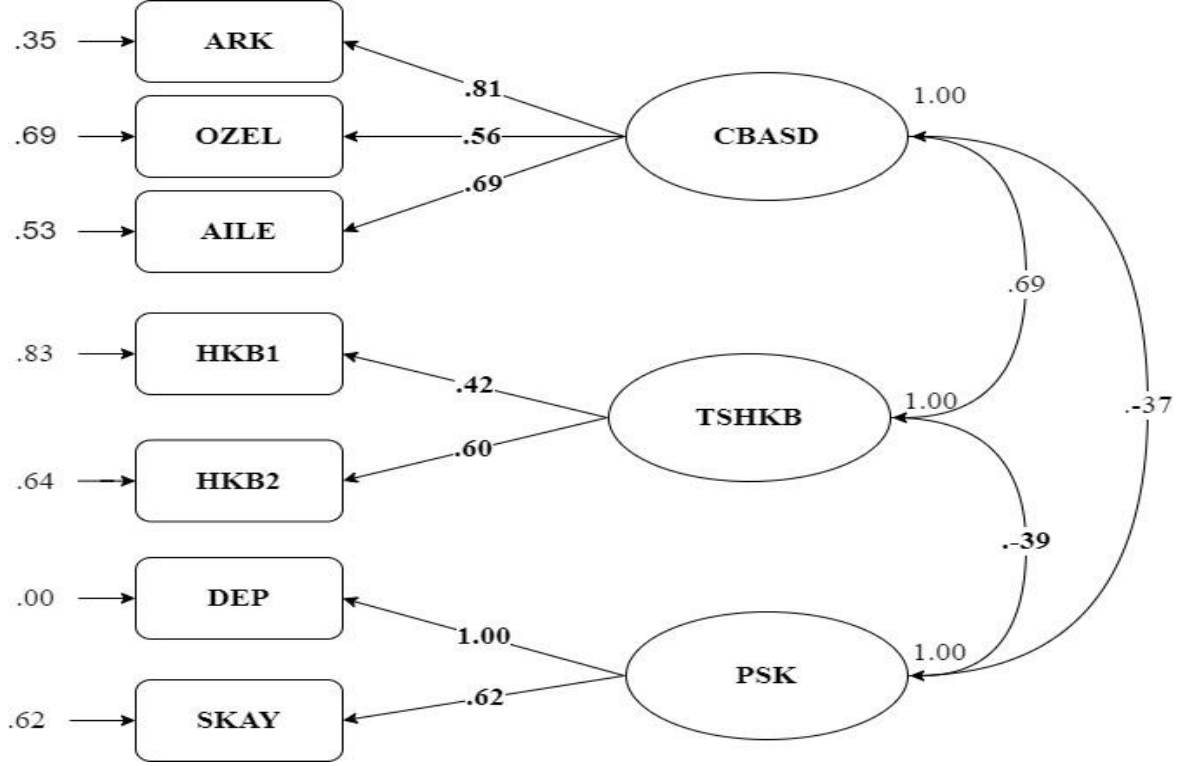 .35 ARK
.81
1.00
.69 OZEL
.56
CBASD
.53 AILE
.69
.69
.83 HKB1
.42
1.00
TSHKB
.-37
.64 HKB2
.60
.-39
.00 DEP
1.00
1.00
PSK
.62 SKAY
.62